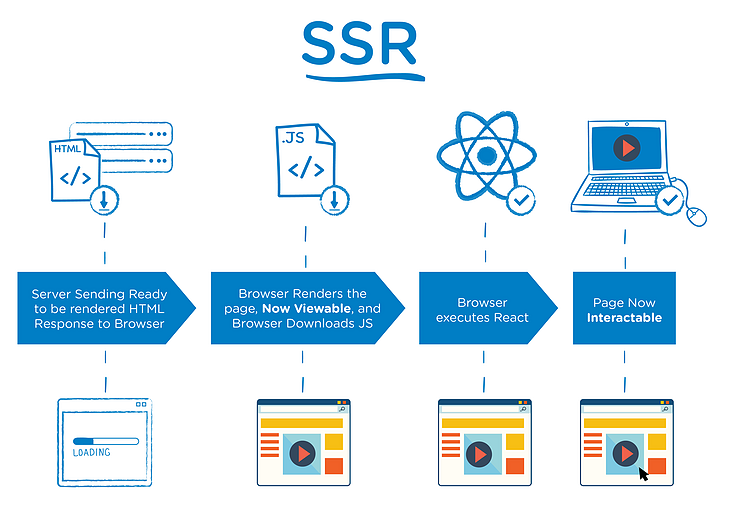 SSR
HTML
</>
.JS
</>
Server Sending Ready
to be rendered HTML
Response to Browser
Browser Renders the
page, Now Viewable, and
Browser Downloads JS
Browser
executes React
Page Now
Interactable
LOADING